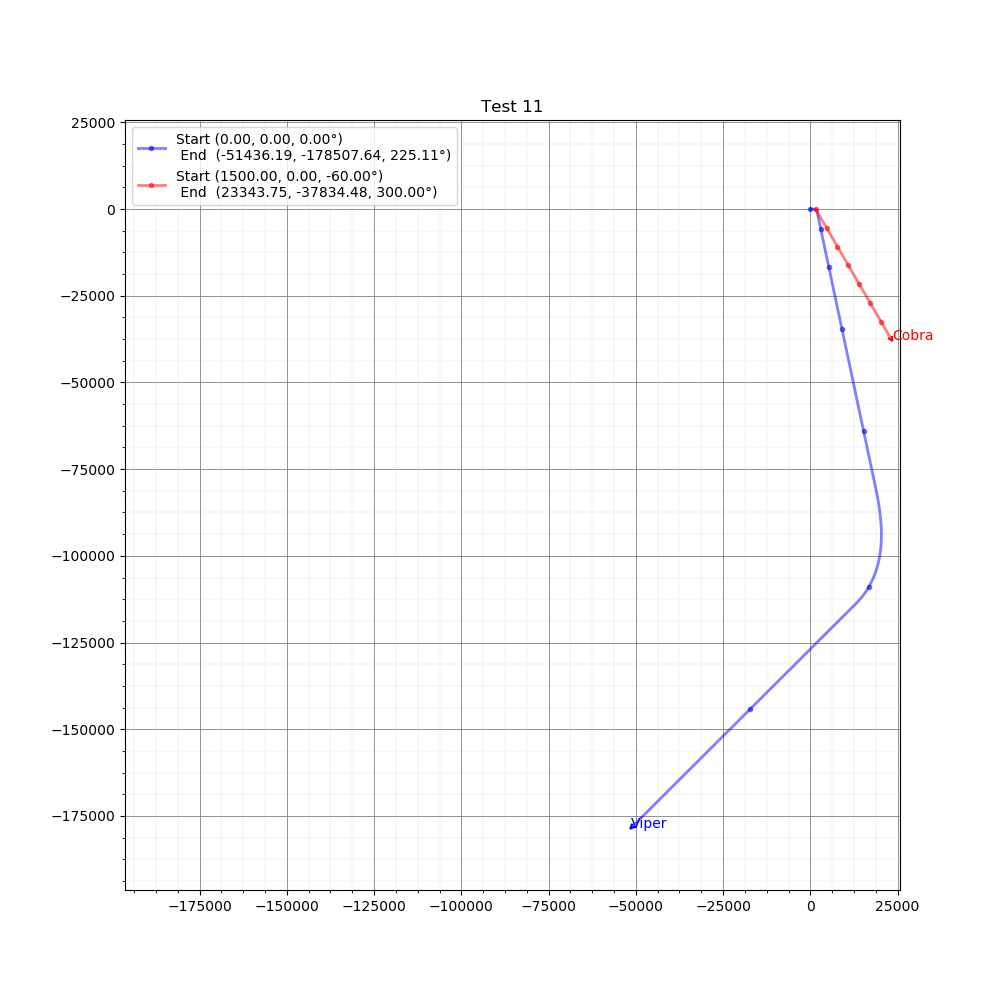 Test 11
Start (0.00, 0.00, 0.00°)
End (-51436.19, -178507.64, 225.11°)
Start (1500.00, 0.00, -60.00°)
End (23343.75, -37834.48, 300.00°)
25000
0
−25000
−50000
−75000
−100000
−125000
−150000
−175000
Cobra
Viper
−175000 −150000 −125000 −100000 −75000 −50000 −25000 0 25000